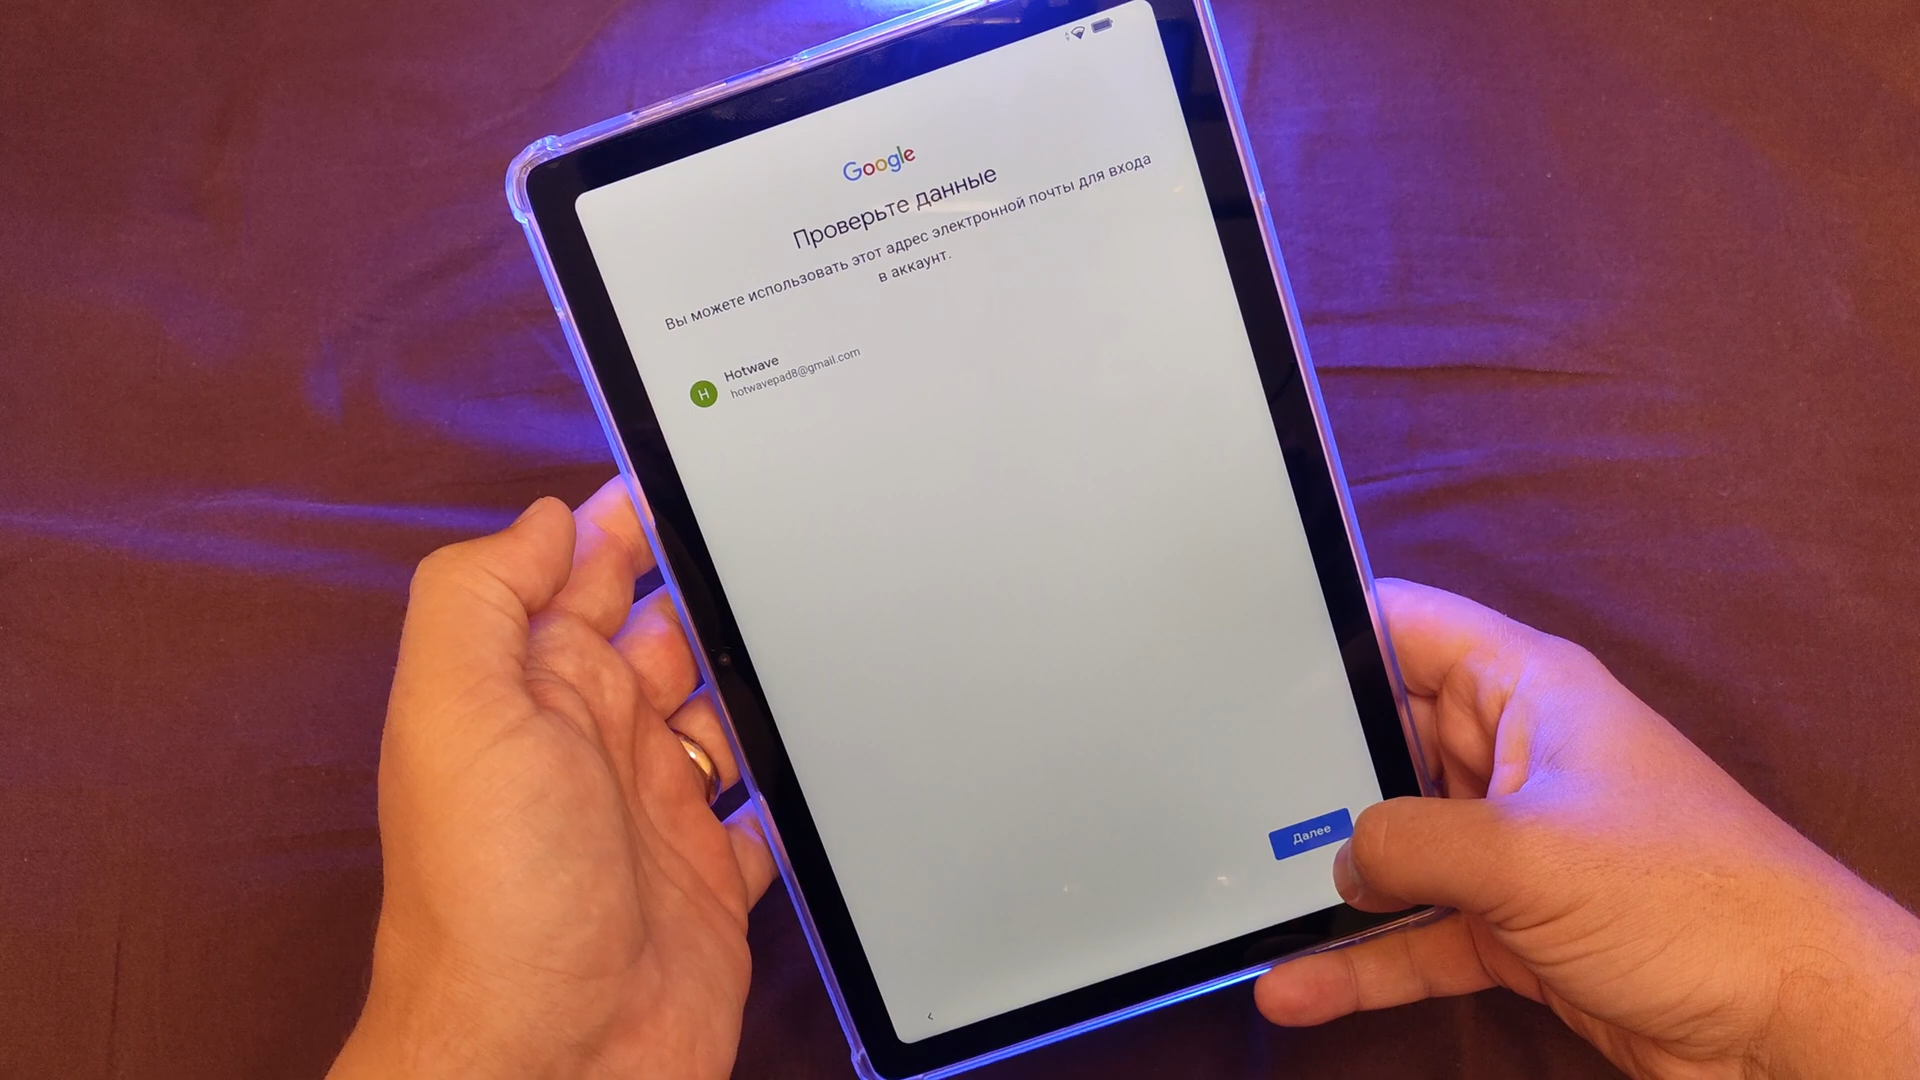 Google
Проверьте данные
Вы можете использовать этот адрес электронной почты для входа
в аккаунт.
H
Hotwave
hotwavepad8@gmail.com
Далее